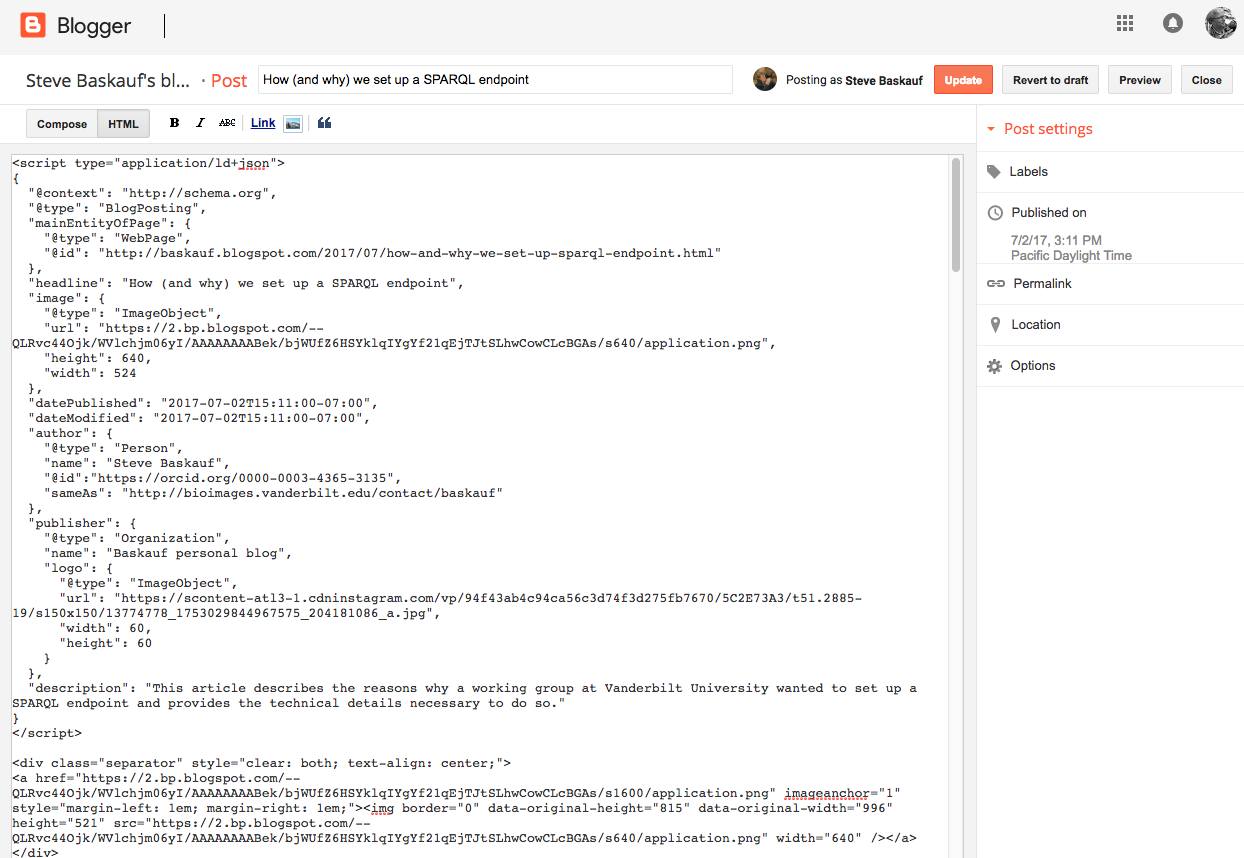 Blogger
Steve Baskauf's bl... · Post How (and why) we set up a SPARQL endpoint Posting as Steve Baskauf Update Revert to draft Preview Close
Compose HTML B I ABC Link
<script type="application/ld+json">
{
  "@context": "http://schema.org",
  "@type": "BlogPosting",
  "mainEntityOfPage": {
    "@type": "WebPage",
    "@id": "http://baskauf.blogspot.com/2017/07/how-and-why-we-set-up-sparql-endpoint.html"
  },
  "headline": "How (and why) we set up a SPARQL endpoint",
  "image": {
    "@type": "ImageObject",
    "url": "https://2.bp.blogspot.com/--
QLRvc44Ojk/WVlchjm06yI/AAAAAAAABek/bjWUfZ6HSYklqIYgYf21qEjTJtSLhwCowCLcBGAs/s640/application.png",
    "height": 640,
    "width": 524
  },
  "datePublished": "2017-07-02T15:11:00-07:00",
  "dateModified": "2017-07-02T15:11:00-07:00",
  "author": {
    "@type": "Person",
    "name": "Steve Baskauf",
    "@id":"https://orcid.org/0000-0003-4365-3135",
    "sameAs": "http://bioimages.vanderbilt.edu/contact/baskauf"
  },
  "publisher": {
    "@type": "Organization",
    "name": "Baskauf personal blog",
    "logo": {
      "@type": "ImageObject",
      "url": "https://scontent-atl3-1.cdninstagram.com/vp/94f43ab4c94ca56c3d74f3d275fb7670/5C2E73A3/t51.2885-
19/s150x150/13774778_1753029844967575_204181086_a.jpg",
      "width": 60,
      "height": 60
    }
  },
  "description": "This article describes the reasons why a working group at Vanderbilt University wanted to set up a
SPARQL endpoint and provides the technical details necessary to do so."
}
</script>
<div class="separator" style="clear: both; text-align: center;">
<a href="https://2.bp.blogspot.com/--
QLRvc44Ojk/WVlchjm06yI/AAAAAAAABek/bjWUfZ6HSYklqIYgYf21qEjTJtSLhwCowCLcBGAs/s1600/application.png" imageanchor="1"
style="margin-left: 1em; margin-right: 1em;"><img border="0" data-original-height="815" data-original-width="996"
height="521" src="https://2.bp.blogspot.com/--
QLRvc44Ojk/WVlchjm06yI/AAAAAAAABek/bjWUfZ6HSYklqIYgYf21qEjTJtSLhwCowCLcBGAs/s640/application.png" width="640" /></a>
</div>
Post settings
Labels
Published on
7/2/17, 3:11 PM
Pacific Daylight Time
Permalink
Location
Options